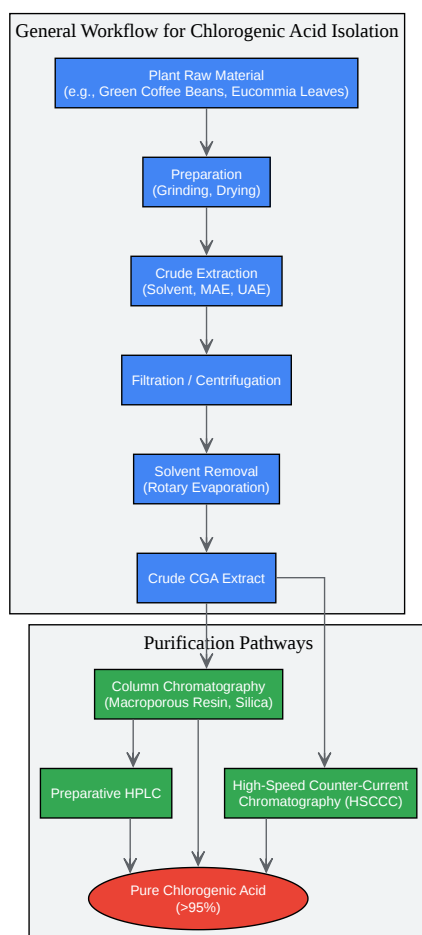 General Workflow for Chlorogenic Acid Isolation
Plant Raw Material
(e.g., Green Coffee Beans, Eucommia Leaves)
Preparation
(Grinding, Drying)
Crude Extraction
(Solvent, MAE, UAE)
Filtration / Centrifugation
Solvent Removal
(Rotary Evaporation)
Crude CGA Extract
Purification Pathways
Column Chromatography
(Macroporous Resin, Silica)
Preparative HPLC
High-Speed Counter-Current
Chromatography (HSCCC)
Pure Chlorogenic Acid
(>95%)